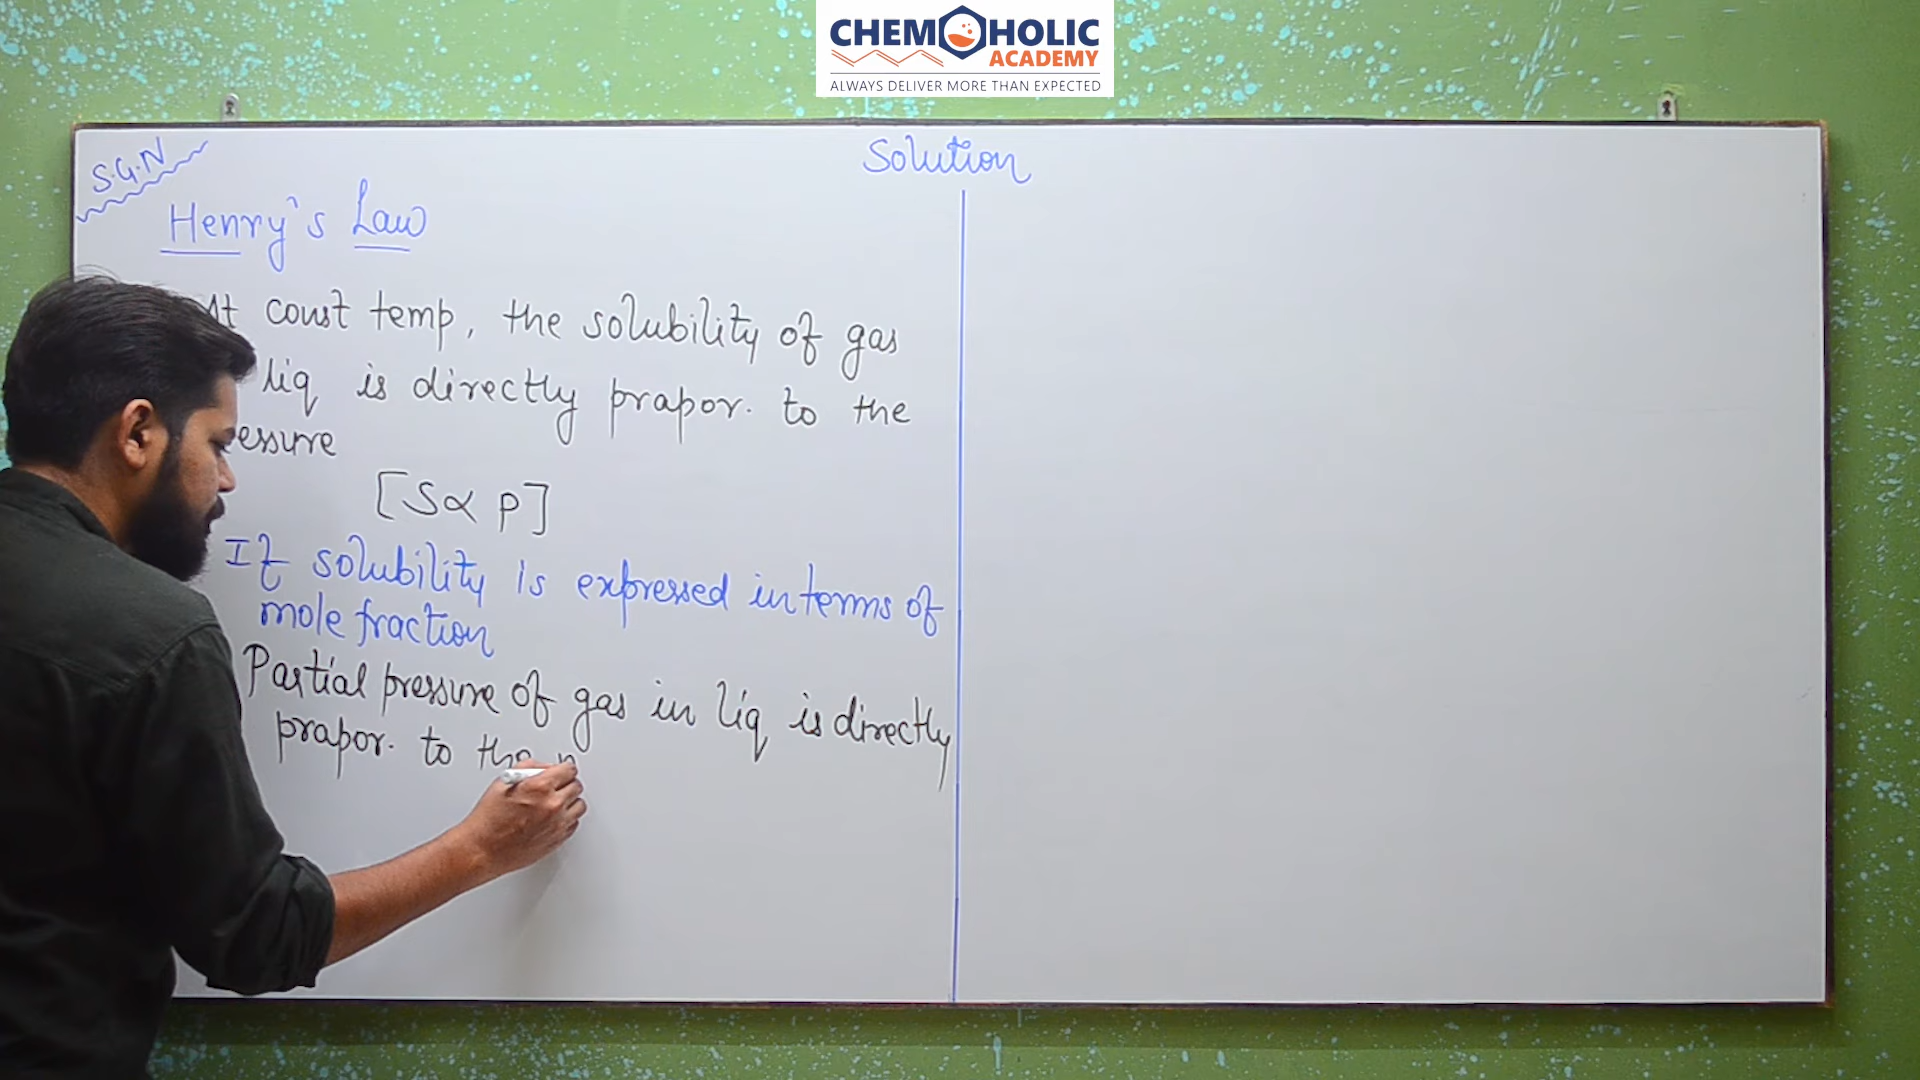 CHEMOHOLIC
ACADEMY
ALWAYS DELIVER MORE THAN EXPECTED
S.G.N
Solution
Henry's Law
At const temp, the solubility of gas
liq is directly prapor. to the
essure
[S∝ P]
If solubility is expressed in terms of
mole fraction
Partial pressure of gas in liq is directly
prapor. to the